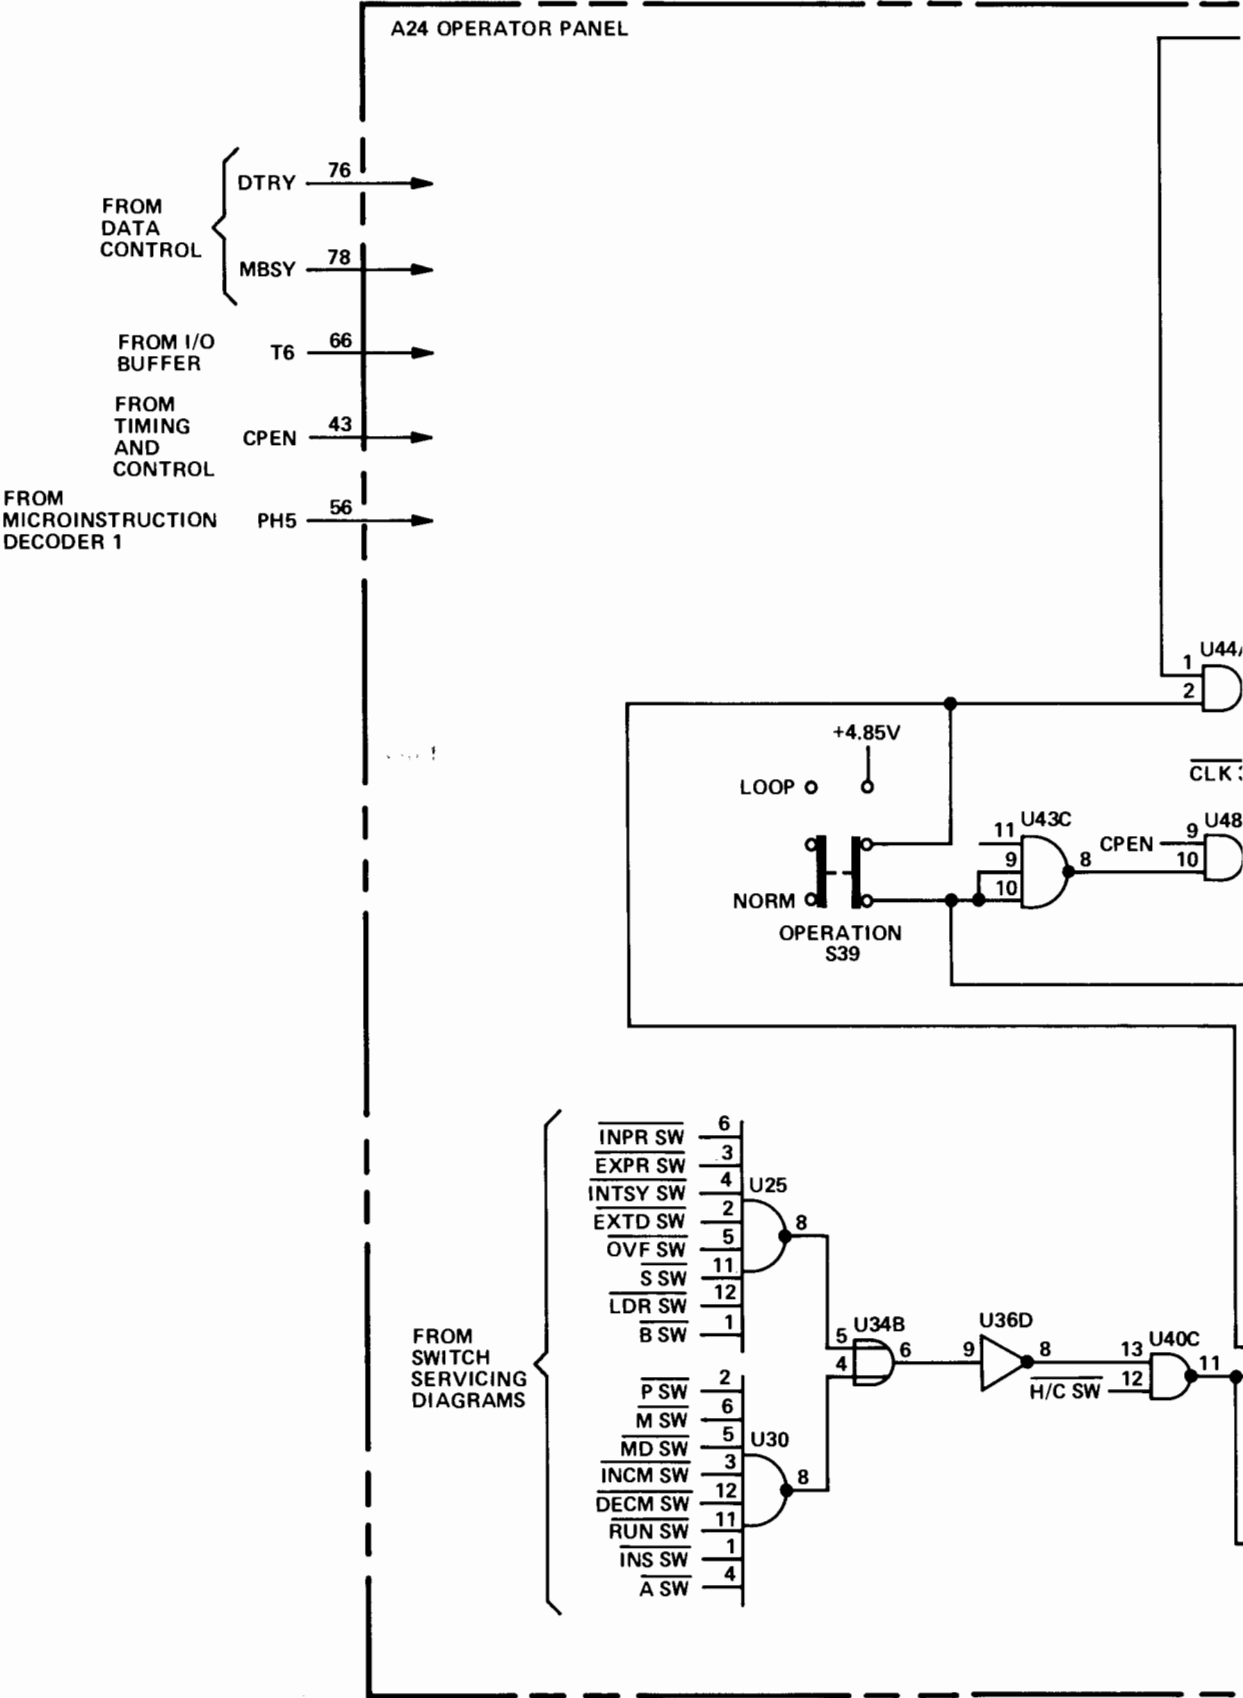 A24 OPERATOR PANEL
FROM
DATA
CONTROL
DTRY 76
MBSY 78
FROM I/O
BUFFER
T6 66
FROM
TIMING
AND
CONTROL
CPEN 43
FROM
MICROINSTRUCTION
DECODER 1
PH5 56
U44
1
2
+4.85V
LOOP
CLK
NORM
OPERATION
S39
U43C
11
9
10
8
CPEN
U48
9
10
FROM
SWITCH
SERVICING
DIAGRAMS
INPR SW 6
EXPR SW 3
INTSY SW 4
EXTD SW 2
OVF SW 5
S SW 11
LDR SW 12
B SW 1
U25
8
P SW 2
M SW 6
MD SW 5
INCM SW 3
DECM SW 12
RUN SW 11
INS SW 1
A SW 4
U30
8
U34B
5
4
6
U36D
9
8
U40C
13
12
11
H/C SW